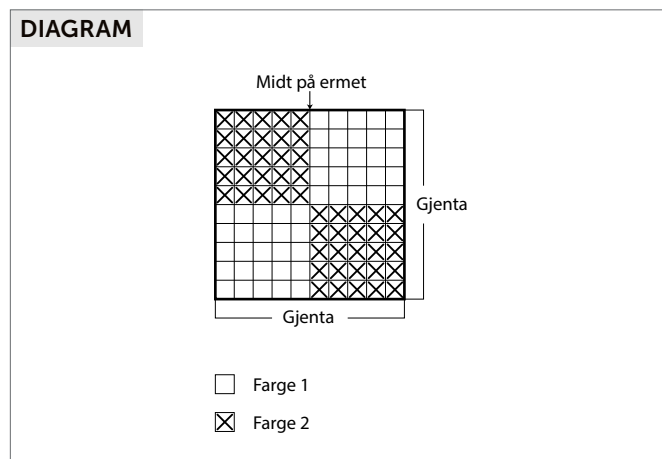 DIAGRAM
Midt på ermet
Gjenta
Gjenta
Farge 1
Farge 2